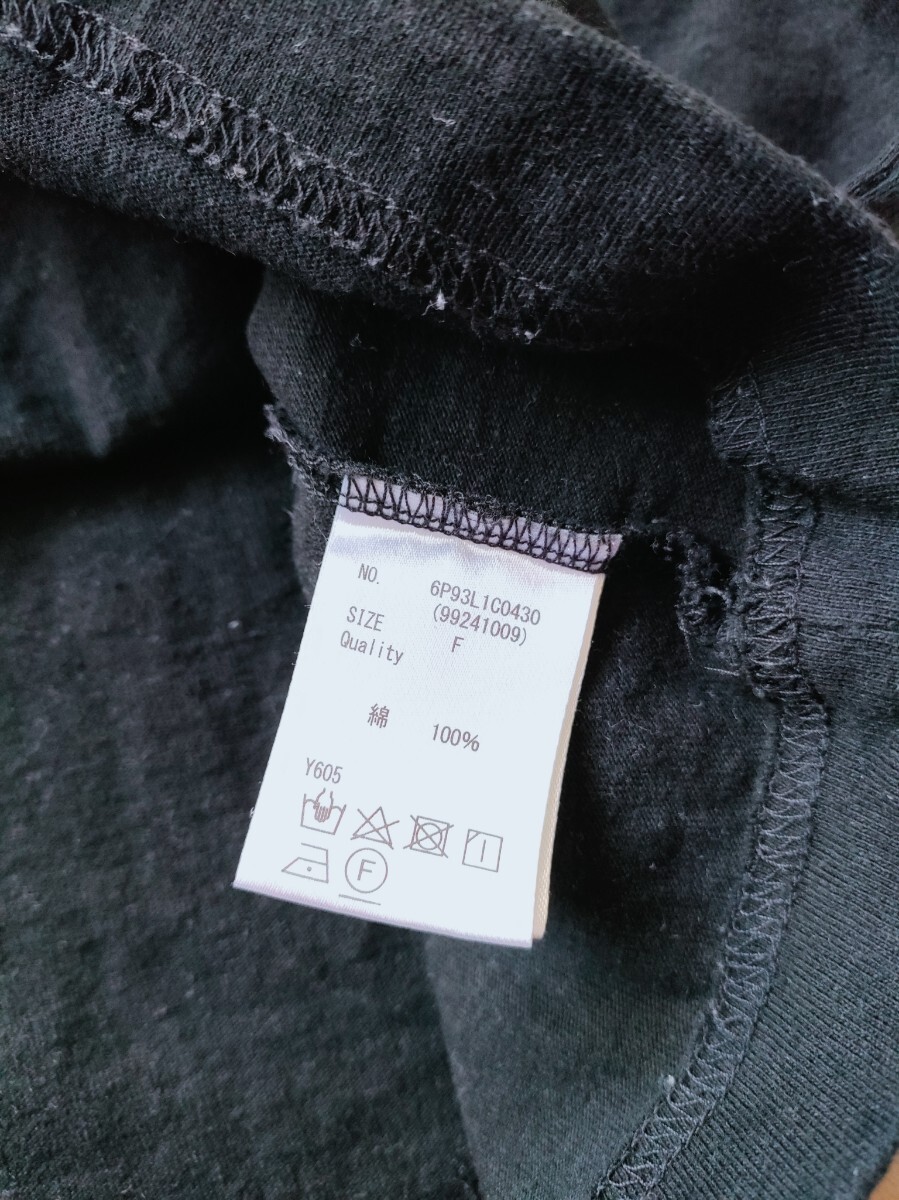 NO. 6P93L1C0430
(99241009)
SIZE F
Quality
綿 100%
Y605
F